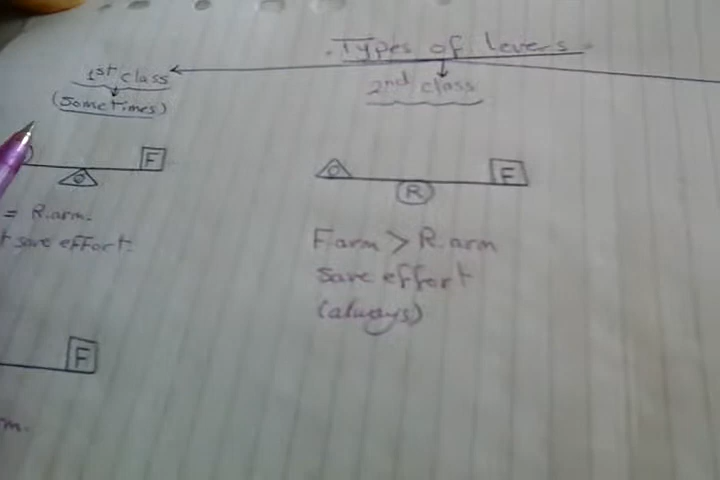 Types of levers
1st class
(sometimes)
F
= R.arm.
t save effort.
F
m.
2nd class
F
R
F.arm > R.arm
save effort
(always)